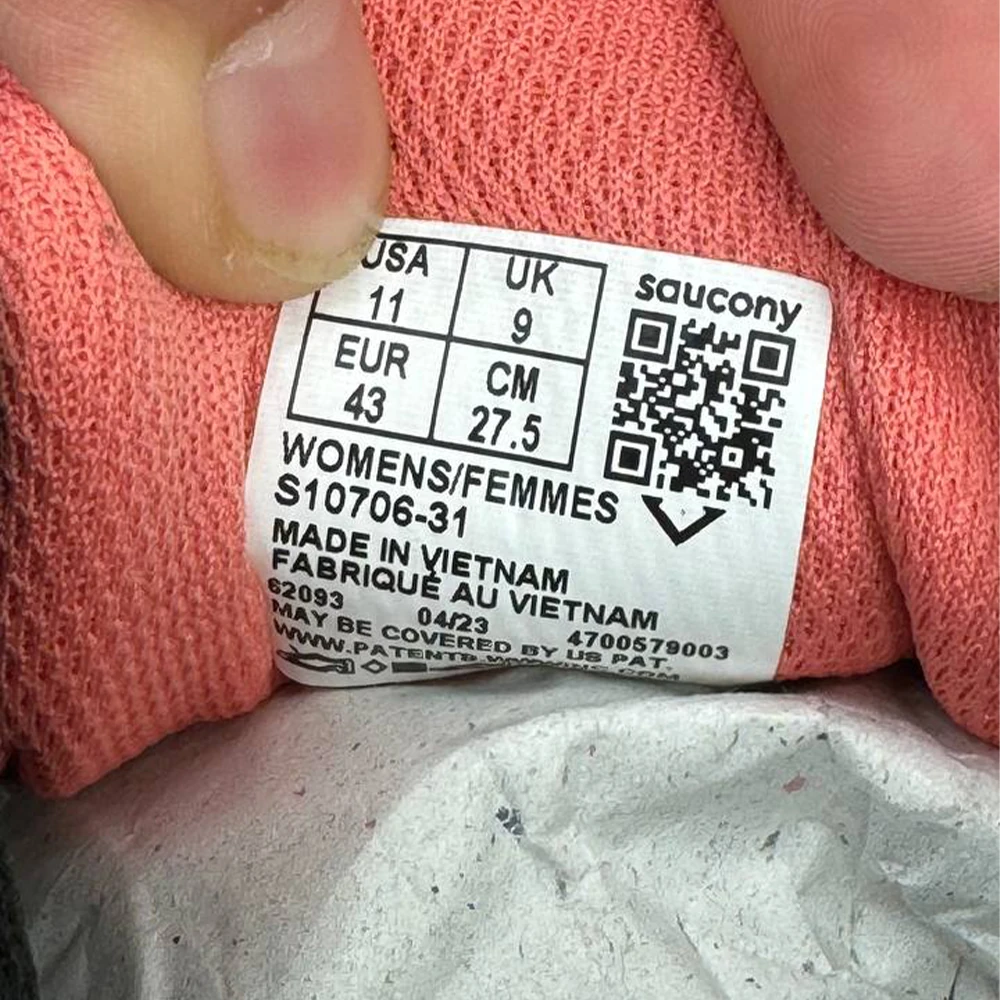 USA
11
UK
9
EUR
43
CM
27.5
saucony
WOMENS/FEMMES
S10706-31
MADE IN VIETNAM
FABRIQUÉ AU VIETNAM
62093 04/23 4700579003
MAY BE COVERED BY US PAT.